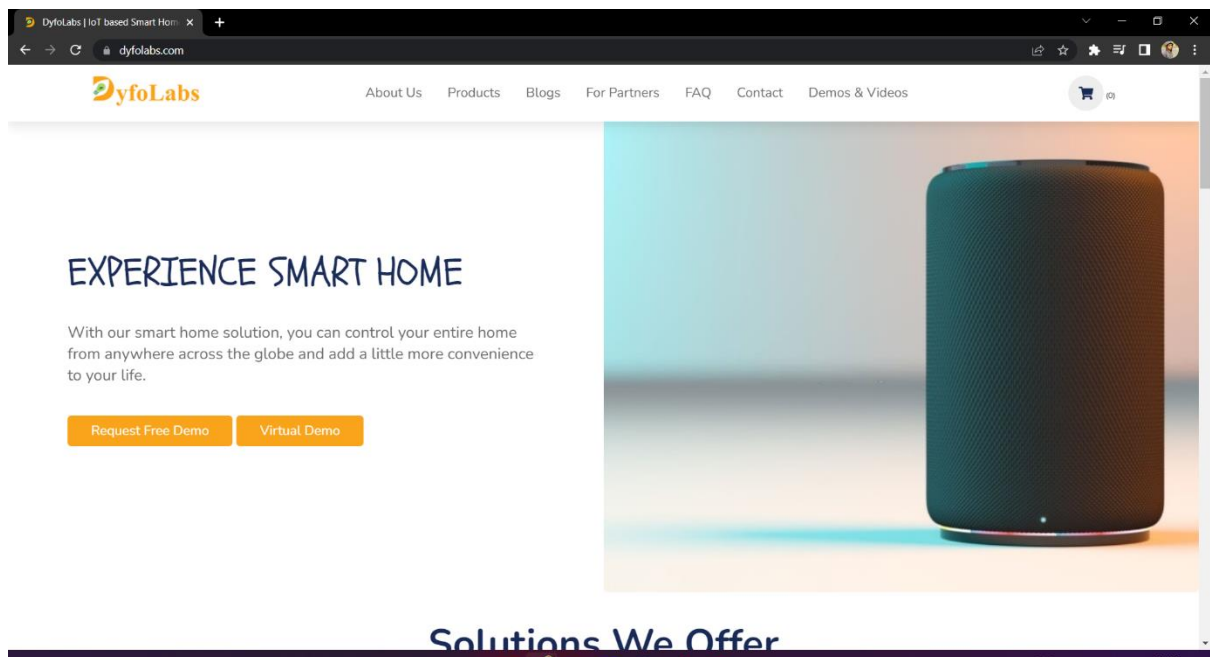 DyfoLabs | IoT based Smart Hom
dyfolabs.com
DyfoLabs
About Us Products Blogs For Partners FAQ Contact Demos & Videos
(0)
EXPERIENCE SMART HOME
With our smart home solution, you can control your entire home
from anywhere across the globe and add a little more convenience
to your life.
Request Free Demo Virtual Demo
Solutions We Offer